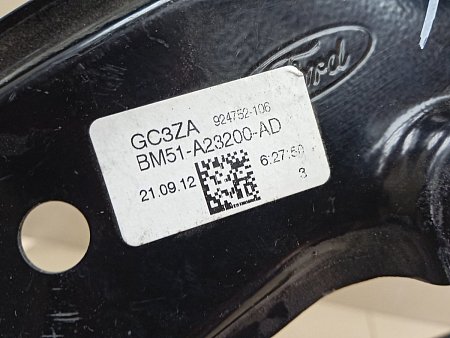 Ford
GC3ZA 924752-106
BM51-A23200-AD
21.09.12 6:27:50
3